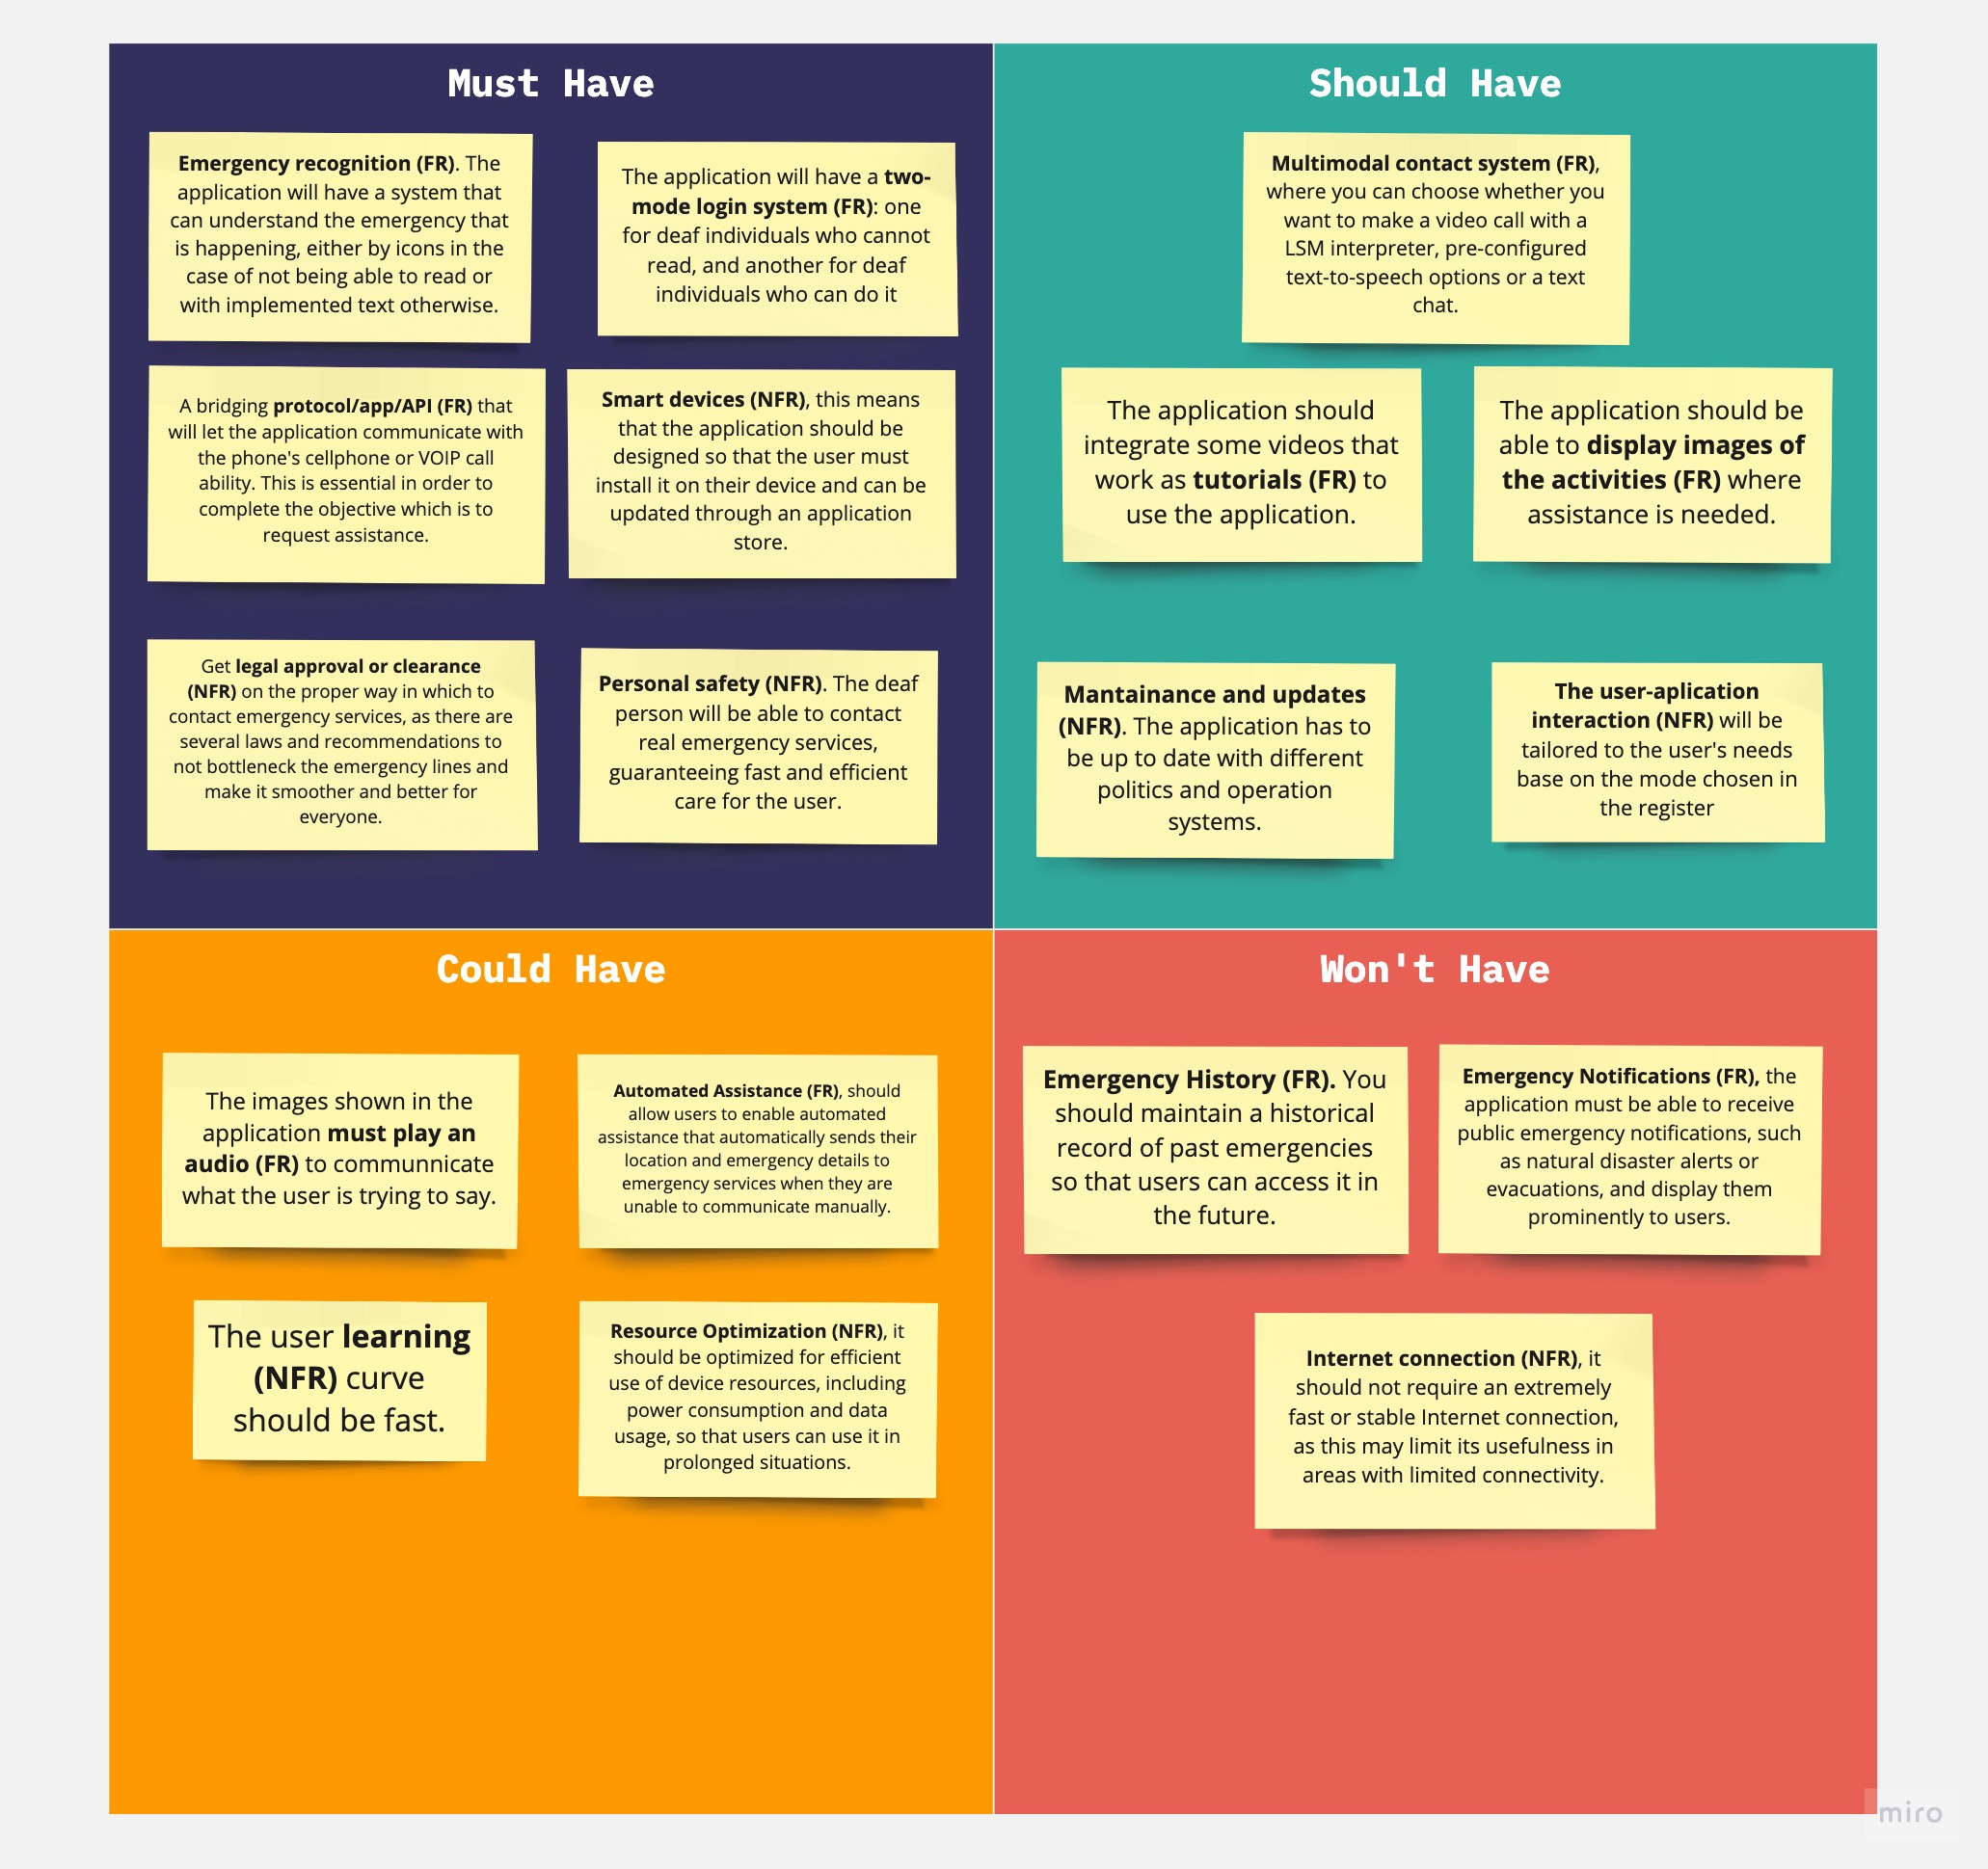 Must Have
Emergency recognition (FR). The
application will have a system that
can understand the emergency that
is happening, either by icons in the
case of not being able to read or
with implemented text otherwise.
The application will have a two-
mode login system (FR): one
for deaf individuals who cannot
read, and another for deaf
individuals who can do it
A bridging protocol/app/API (FR) that
will let the application communicate with
the phone's cellphone or VOIP call
ability. This is essential in order to
complete the objective which is to
request assistance.
Smart devices (NFR), this means
that the application should be
designed so that the user must
install it on their device and can be
updated through an application
store.
Get legal approval or clearance
(NFR) on the proper way in which to
contact emergency services, as there are
several laws and recommendations to
not bottleneck the emergency lines and
make it smoother and better for
everyone.
Personal safety (NFR). The deaf
person will be able to contact
real emergency services,
guaranteeing fast and efficient
care for the user.
Should Have
Multimodal contact system (FR),
where you can choose whether you
want to make a video call with a
LSM interpreter, pre-configured
text-to-speech options or a text
chat.
The application should
integrate some videos that
work as tutorials (FR) to
use the application.
The application should be
able to display images of
the activities (FR) where
assistance is needed.
Mantainance and updates
(NFR). The application has to
be up to date with different
politics and operation
systems.
The user-aplication
interaction (NFR) will be
tailored to the user's needs
base on the mode chosen in
the register
Could Have
The images shown in the
application must play an
audio (FR) to communnicate
what the user is trying to say.
Automated Assistance (FR), should
allow users to enable automated
assistance that automatically sends their
location and emergency details to
emergency services when they are
unable to communicate manually.
The user learning
(NFR) curve
should be fast.
Resource Optimization (NFR), it
should be optimized for efficient
use of device resources, including
power consumption and data
usage, so that users can use it in
prolonged situations.
Won't Have
Emergency History (FR). You
should maintain a historical
record of past emergencies
so that users can access it in
the future.
Emergency Notifications (FR), the
application must be able to receive
public emergency notifications, such
as natural disaster alerts or
evacuations, and display them
prominently to users.
Internet connection (NFR), it
should not require an extremely
fast or stable Internet connection,
as this may limit its usefulness in
areas with limited connectivity.
miro